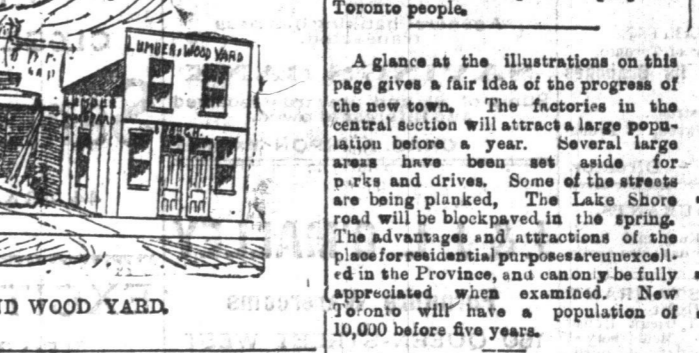 LUMBER & WOOD YARD
LUMBER
ND WOOD YARD.
Toronto people.
A glance at the illustrations on this
page gives a fair idea of the progress of
the new town. The factories in the
central section will attract a large popu-
lation before a year. Several large
areas have been set aside for
parks and drives. Some of the streets
are being planked, The Lake Shore
road will be blockpaved in the spring.
The advantages and attractions of the
place for residential purposes are unexcell-
ed in the Province, and can only be fully
appreciated when examined. New
Toronto will have a population of
10,000 before five years.